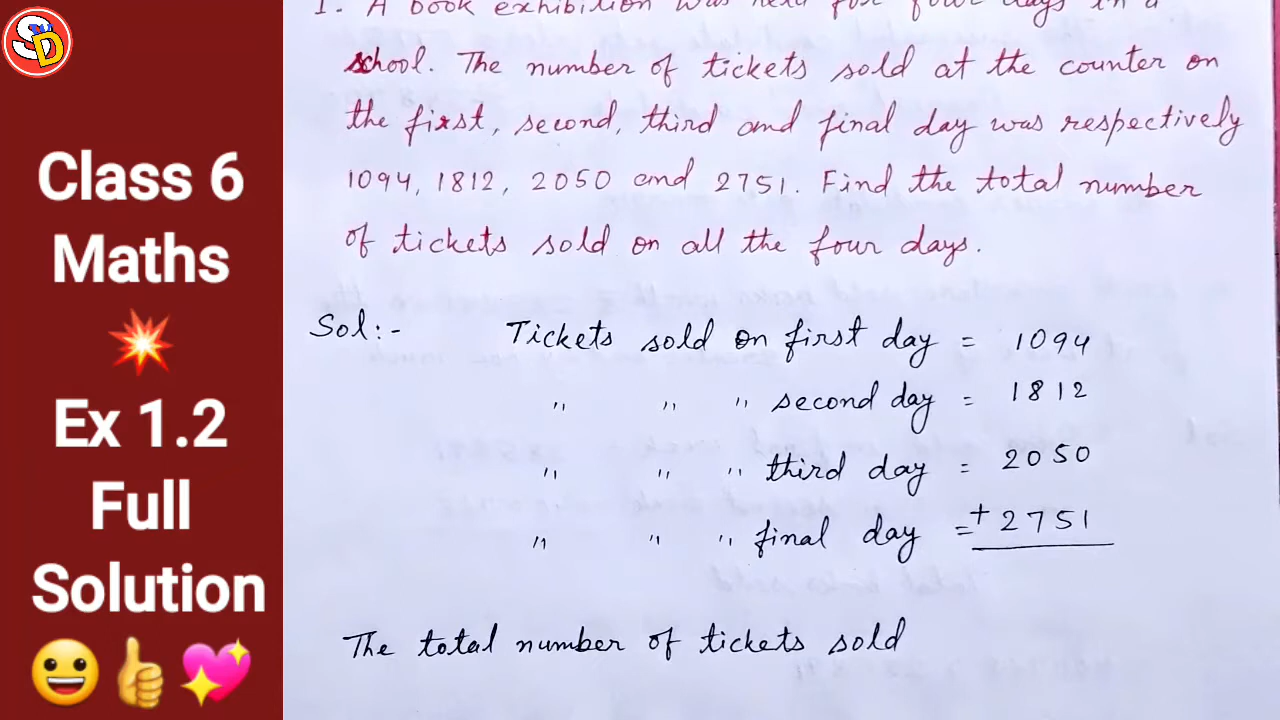 SD
Class 6
Maths
Ex 1.2
Full
Solution
1. A book exhibition was held for four days in a
school. The number of tickets sold at the counter on
the first, second, third and final day was respectively
1094, 1812, 2050 and 2751. Find the total number
of tickets sold on all the four days.
Sol:- Tickets sold on first day = 1094
" " " second day = 1812
" " " third day = 2050
" " " final day = + 2751
The total number of tickets sold